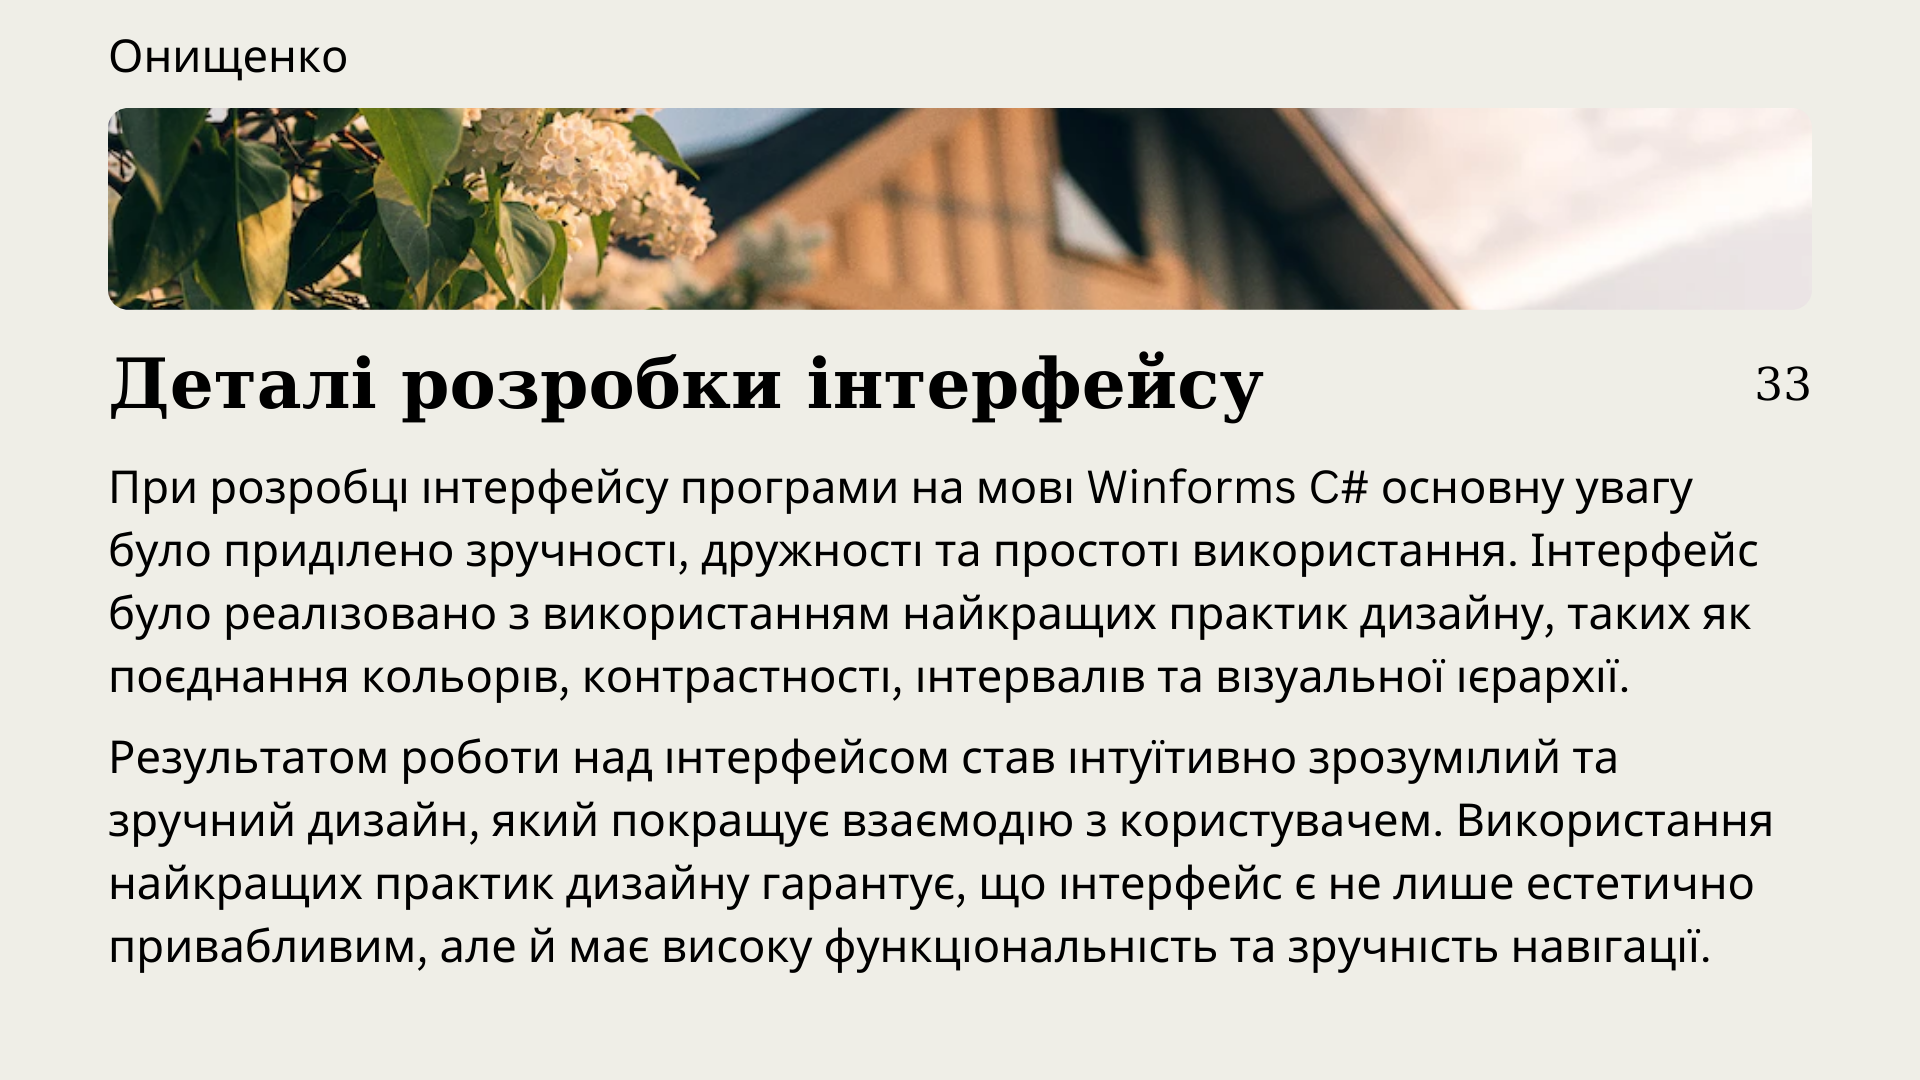 Онищенко
Деталі розробки інтерфейсу
33
При розробці інтерфейсу програми на мові Winforms C# основну увагу
було приділено зручності, дружності та простоті використання. Інтерфейс
було реалізовано з використанням найкращих практик дизайну, таких як
поєднання кольорів, контрастності, інтервалів та візуальної ієрархії.
Результатом роботи над інтерфейсом став інтуїтивно зрозумілий та
зручний дизайн, який покращує взаємодію з користувачем. Використання
найкращих практик дизайну гарантує, що інтерфейс є не лише естетично
привабливим, але й має високу функціональність та зручність навігації.